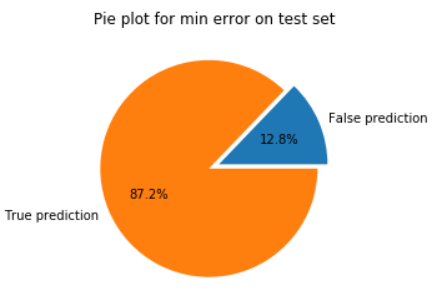 Pie plot for min error on test set
False prediction
12.8%
87.2%
True prediction